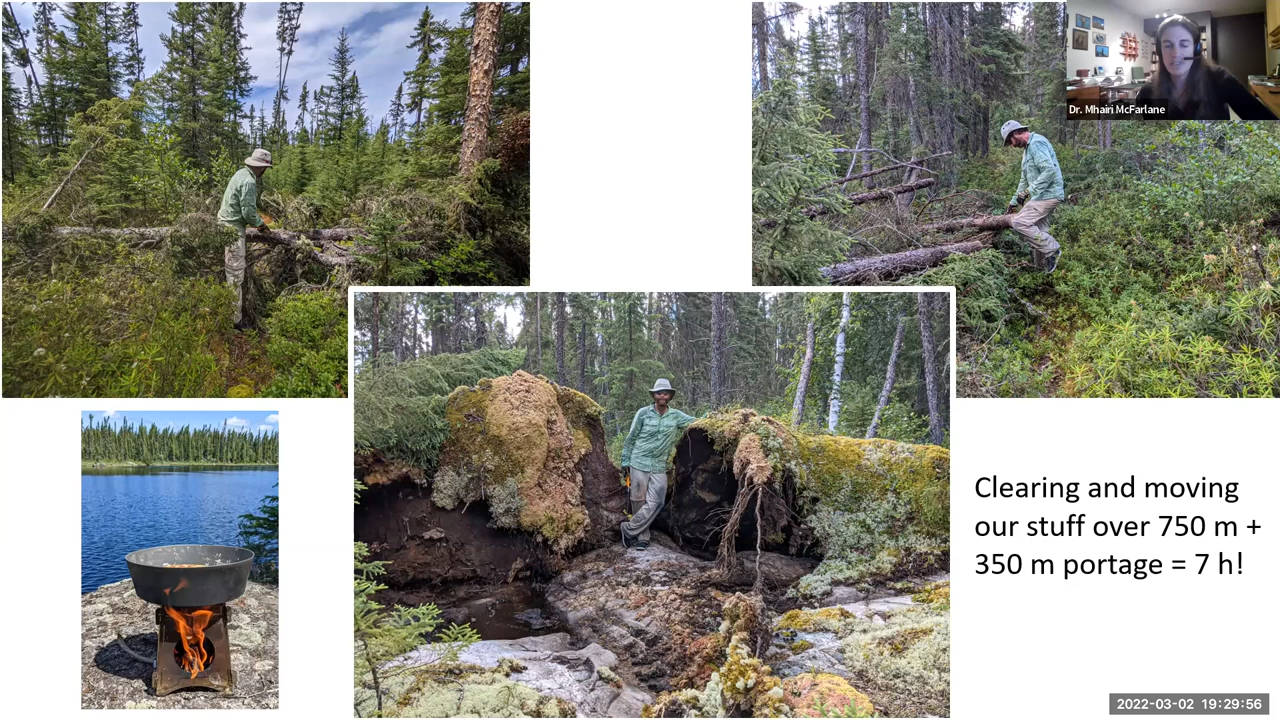 Dr. Mhairi McFarlane
Clearing and moving
our stuff over 750 m +
350 m portage = 7 h!
2022-03-02 19:29:56